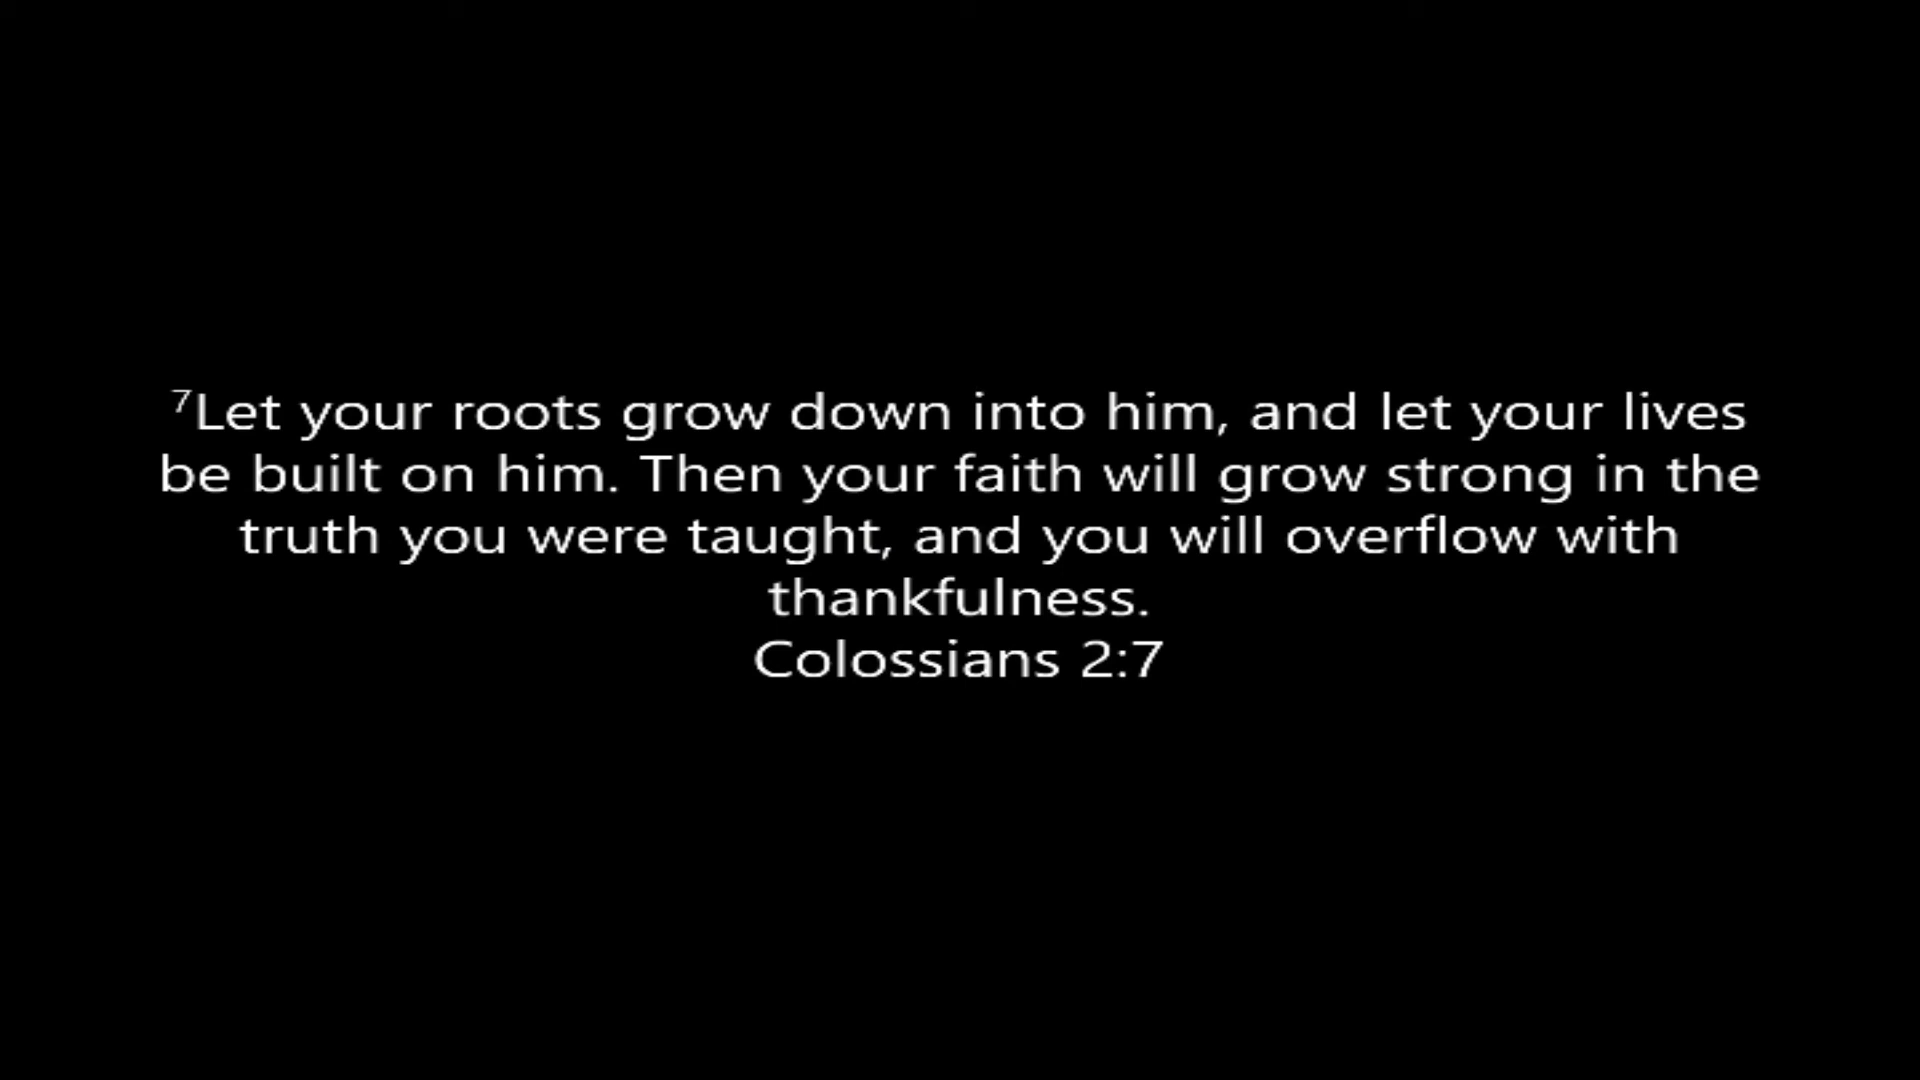 ⁷Let your roots grow down into him, and let your lives
be built on him. Then your faith will grow strong in the
truth you were taught, and you will overflow with
thankfulness.
Colossians 2:7